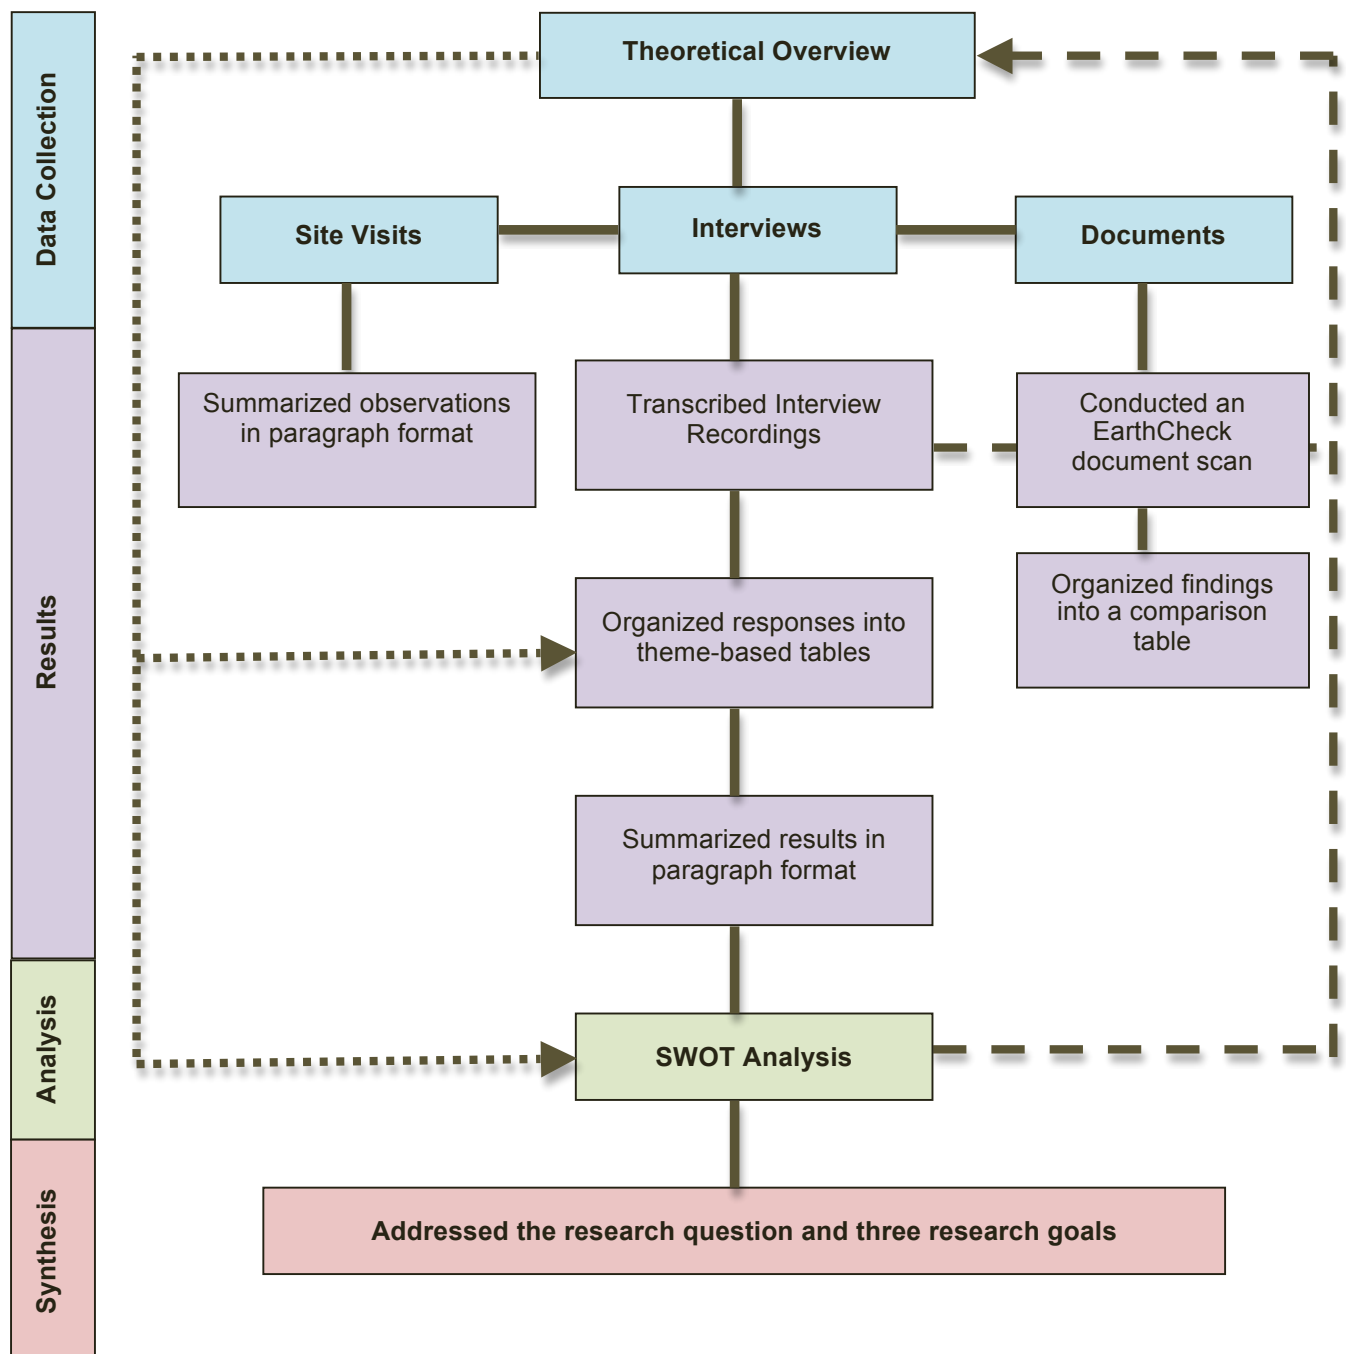 Data Collection
Results
Analysis
Synthesis
Theoretical Overview
Site Visits
Interviews
Documents
Summarized observations
in paragraph format
Transcribed Interview
Recordings
Conducted an
EarthCheck
document scan
Organized responses into
theme-based tables
Organized findings
into a comparison
table
Summarized results in
paragraph format
SWOT Analysis
Addressed the research question and three research goals